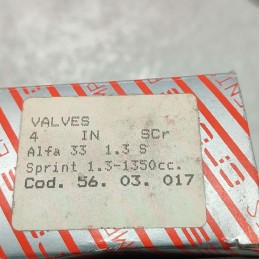 VALVES
4 IN SCr
Alfa 33 1.3 S
Sprint 1.3-1350cc.
Cod. 56. 03. 017